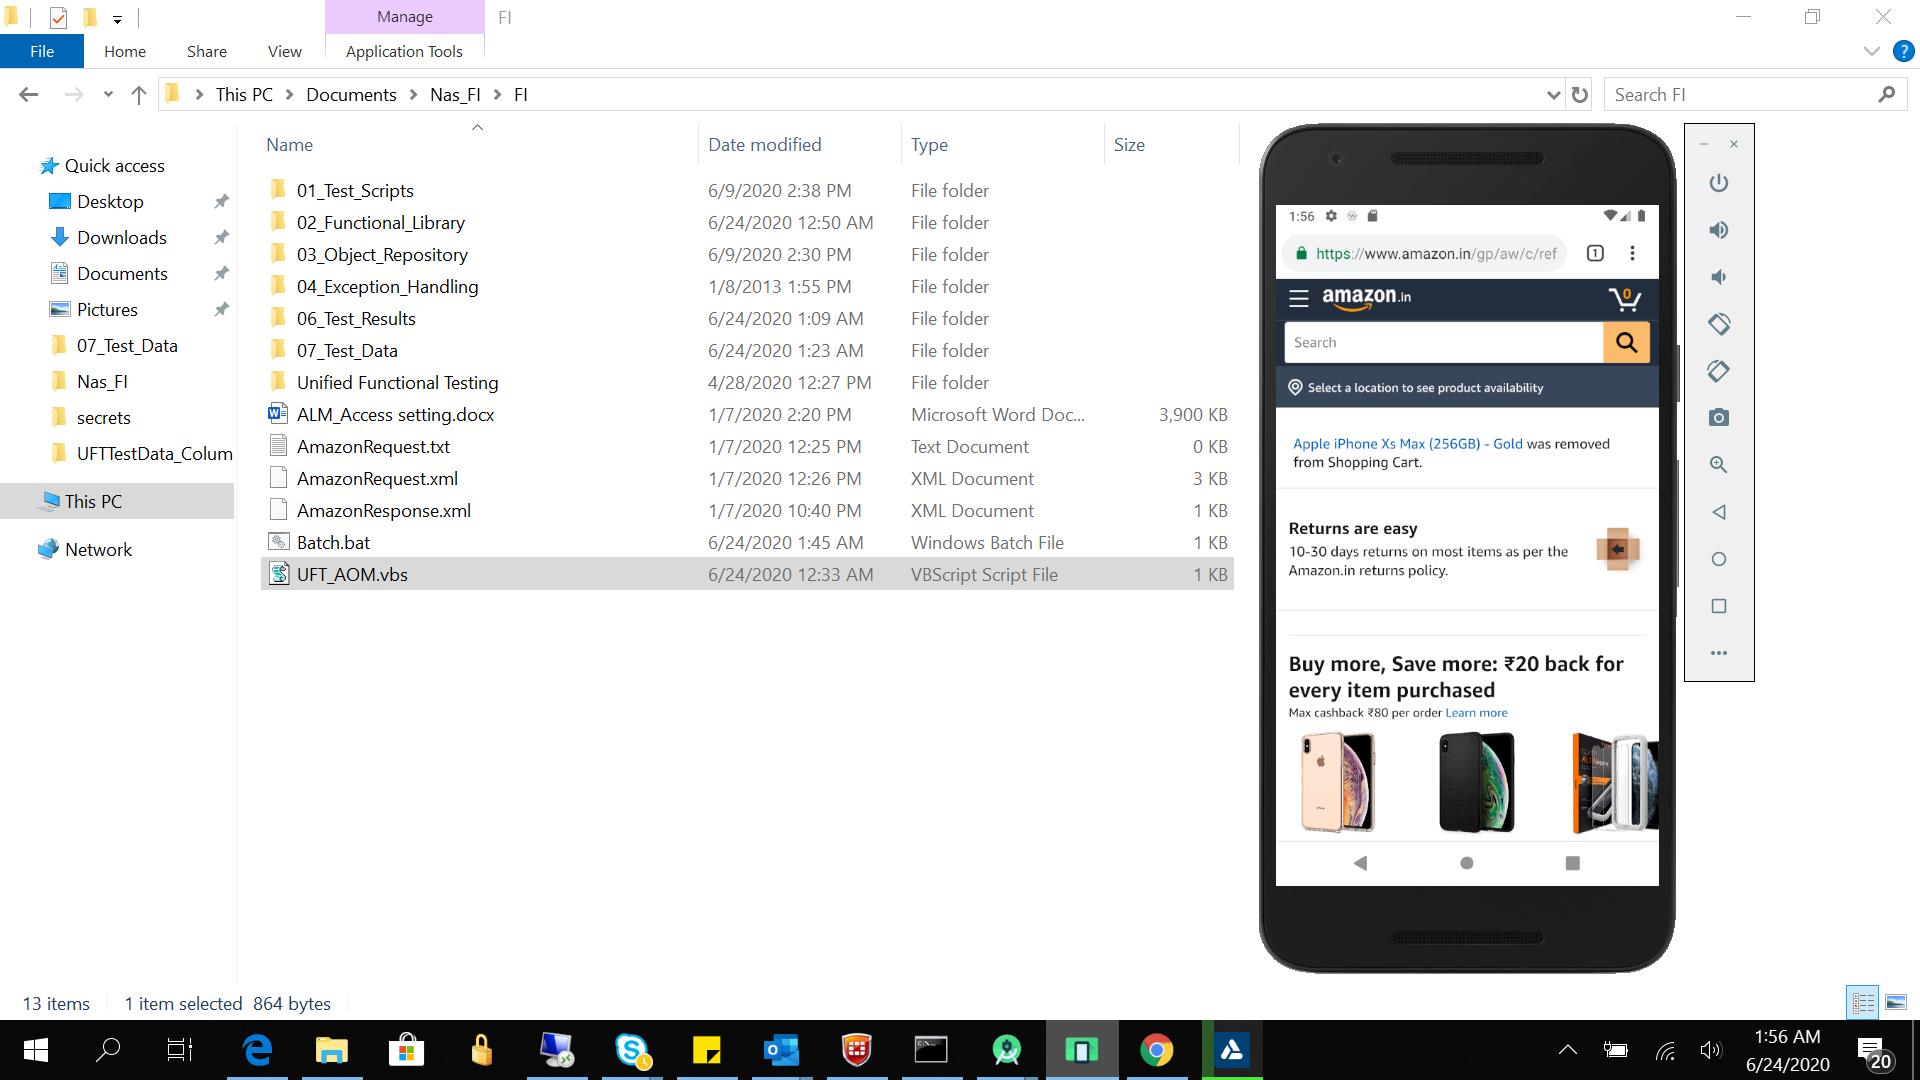 Manage
FI
File
Home
Share
View
Application Tools
?
This PC
Documents
Nas_FI
FI
Search FI
Name
Date modified
Type
Size
Quick access
Desktop
Downloads
Documents
Pictures
07_Test_Data
Nas_FI
secrets
UFTTestData_Colum
This PC
Network
01_Test_Scripts 6/9/2020 2:38 PM File folder
02_Functional_Library 6/24/2020 12:50 AM File folder
03_Object_Repository 6/9/2020 2:30 PM File folder
04_Exception_Handling 1/8/2013 1:55 PM File folder
06_Test_Results 6/24/2020 1:09 AM File folder
07_Test_Data 6/24/2020 1:23 AM File folder
Unified Functional Testing 4/28/2020 12:27 PM File folder
ALM_Access setting.docx 1/7/2020 2:20 PM Microsoft Word Doc... 3,900 KB
AmazonRequest.txt 1/7/2020 12:25 PM Text Document 0 KB
AmazonRequest.xml 1/7/2020 12:26 PM XML Document 3 KB
AmazonResponse.xml 1/7/2020 10:40 PM XML Document 1 KB
Batch.bat 6/24/2020 1:45 AM Windows Batch File 1 KB
UFT_AOM.vbs 6/24/2020 12:33 AM VBScript Script File 1 KB
1:56
https://www.amazon.in/gp/aw/c/ref
1
amazon.in
0
Search
Select a location to see product availability
Apple iPhone Xs Max (256GB) - Gold was removed
from Shopping Cart.
Returns are easy
10-30 days returns on most items as per the
Amazon.in returns policy.
Buy more, Save more: ₹20 back for
every item purchased
Max cashback ₹80 per order Learn more
13 items
1 item selected 864 bytes
1:56 AM
6/24/2020
20